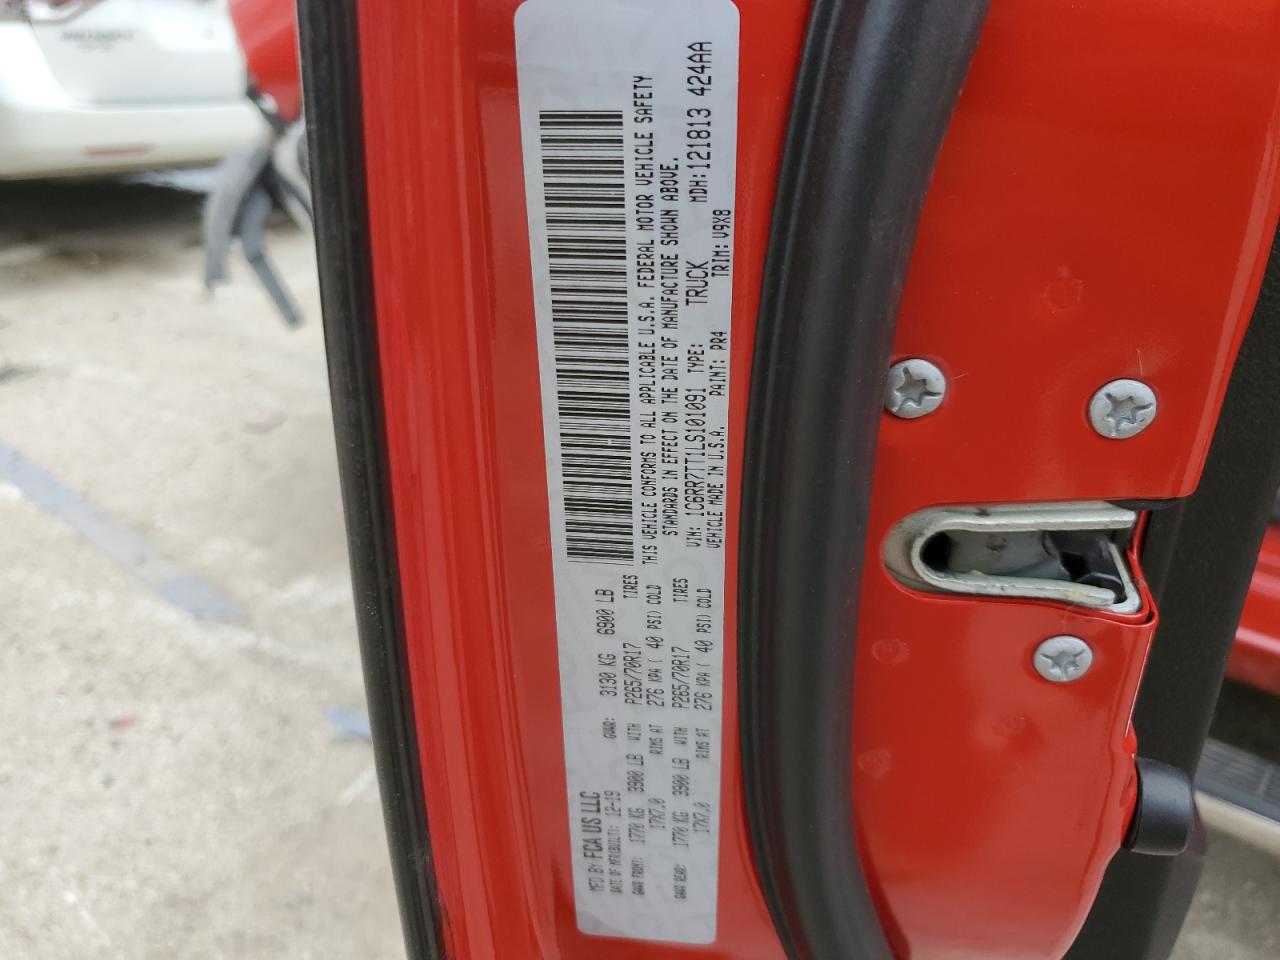 MFD BY FCA US LLC
DATE OF MFR(BUILT): 12-19 GVWR: 3130 KG 6900 LB
GAWR FRONT: 1770 KG 3900 LB WITH P265/70R17 TIRES
17X7.0 RIMS AT 276 KPA ( 40 PSI) COLD
GAWR REAR: 1770 KG 3900 LB WITH P265/70R17 TIRES
17X7.0 RIMS AT 276 KPA ( 40 PSI) COLD
THIS VEHICLE CONFORMS TO ALL APPLICABLE U.S.A. FEDERAL MOTOR VEHICLE SAFETY
STANDARDS IN EFFECT ON THE DATE OF MANUFACTURE SHOWN ABOVE.
VIN: 1C6RR7TT1LS101091 TYPE: TRUCK MDH:121813 424AA
VEHICLE MADE IN U.S.A. PAINT: PR4 TRIM: V9X8